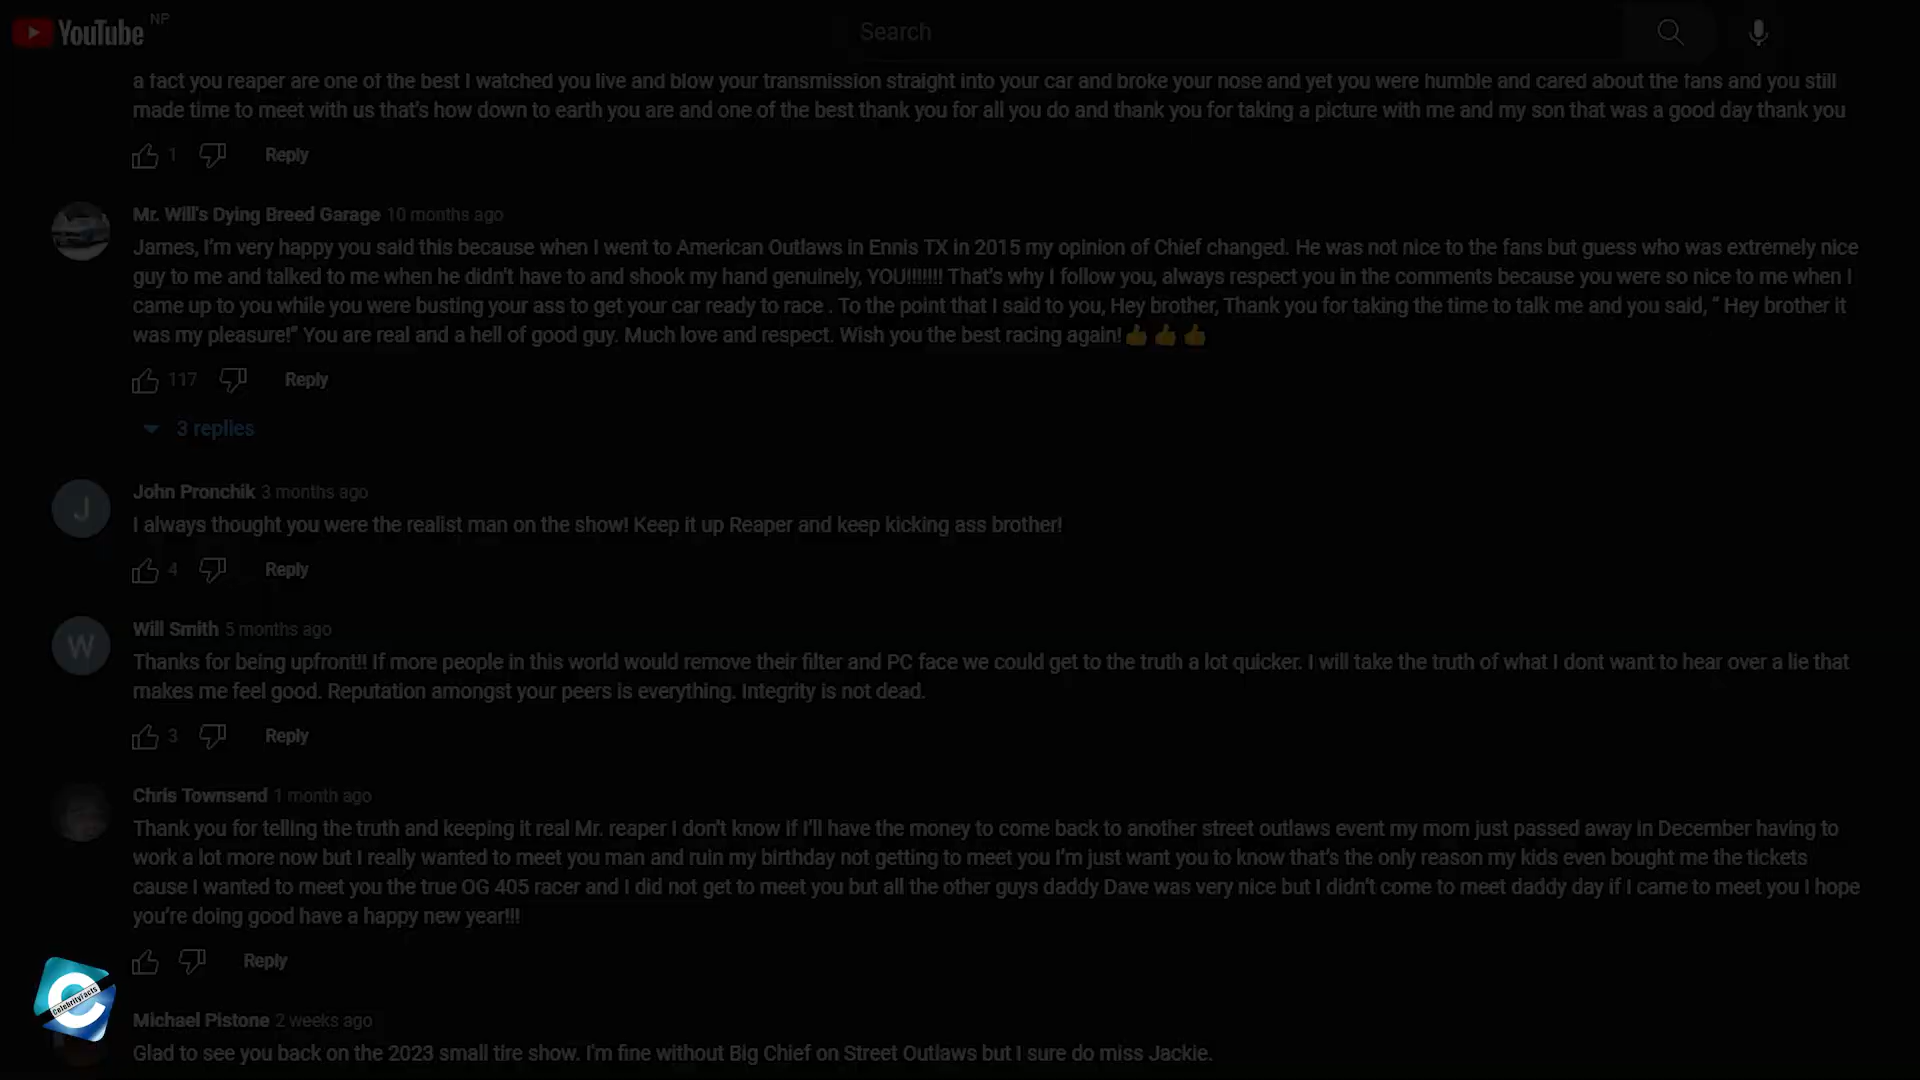 YouTube NP
Search
a fact you reaper are one of the best I watched you live and blow your transmission straight into your car and broke your nose and yet you were humble and cared about the fans and you still
made time to meet with us that's how down to earth you are and one of the best thank you for all you do and thank you for taking a picture with me and my son that was a good day thank you
1 Reply
Mr. Will's Dying Breed Garage 10 months ago
James, I'm very happy you said this because when I went to American Outlaws in Ennis TX in 2015 my opinion of Chief changed. He was not nice to the fans but guess who was extremely nice
guy to me and talked to me when he didn't have to and shook my hand genuinely, YOU!!!!!!! That's why I follow you, always respect you in the comments because you were so nice to me when I
came up to you while you were busting your ass to get your car ready to race . To the point that I said to you, Hey brother, Thank you for taking the time to talk me and you said, “ Hey brother it
was my pleasure!” You are real and a hell of good guy. Much love and respect. Wish you the best racing again!👍👍👍
117 Reply
3 replies
J
John Pronchik 3 months ago
I always thought you were the realist man on the show! Keep it up Reaper and keep kicking ass brother!
4 Reply
W
Will Smith 5 months ago
Thanks for being upfront!! If more people in this world would remove their filter and PC face we could get to the truth a lot quicker. I will take the truth of what I dont want to hear over a lie that
makes me feel good. Reputation amongst your peers is everything. Integrity is not dead.
3 Reply
Chris Townsend 1 month ago
Thank you for telling the truth and keeping it real Mr. reaper I don't know if I'll have the money to come back to another street outlaws event my mom just passed away in December having to
work a lot more now but I really wanted to meet you man and ruin my birthday not getting to meet you I'm just want you to know that's the only reason my kids even bought me the tickets
cause I wanted to meet you the true OG 405 racer and I did not get to meet you but all the other guys daddy Dave was very nice but I didn't come to meet daddy day if I came to meet you I hope
you're doing good have a happy new year!!!
Reply
CelebrityFacts
Michael Pistone 2 weeks ago
Glad to see you back on the 2023 small tire show. I'm fine without Big Chief on Street Outlaws but I sure do miss Jackie.